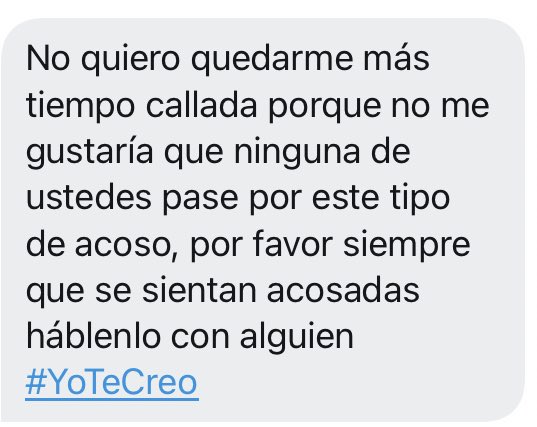 No quiero quedarme más
tiempo callada porque no me
gustaría que ninguna de
ustedes pase por este tipo
de acoso, por favor siempre
que se sientan acosadas
háblenlo con alguien
#YoTeCreo